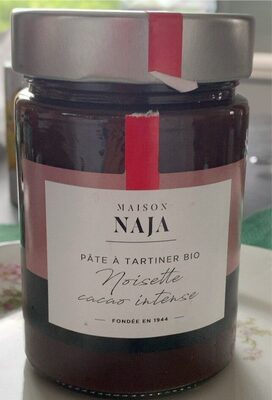 MAISON
NAJA
PÂTE À TARTINER BIO
Noisette
cacao intense
FONDÉE EN 1944